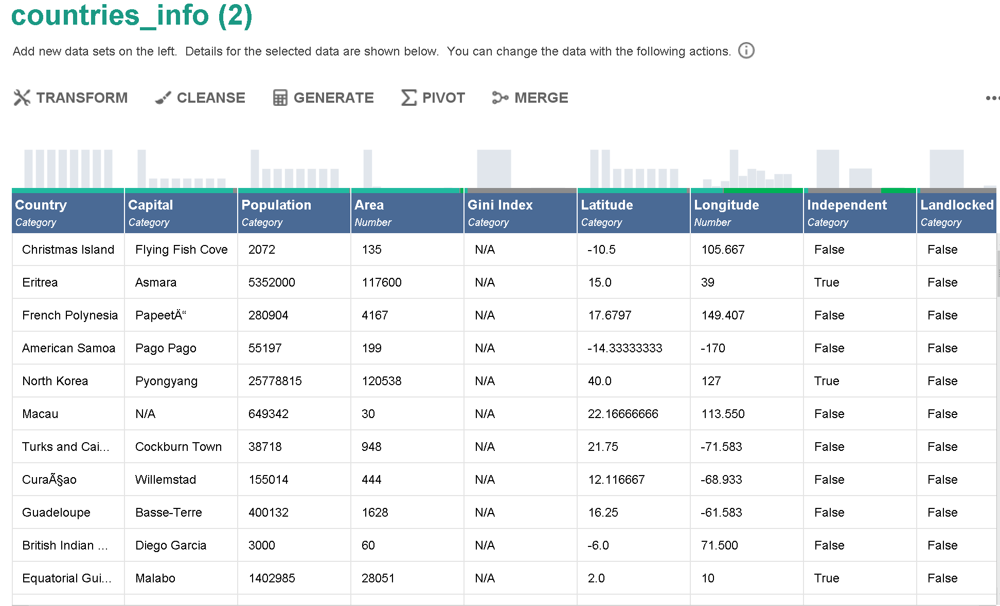 countries_info (2)
Add new data sets on the left. Details for the selected data are shown below. You can change the data with the following actions.
TRANSFORM CLEANSE GENERATE PIVOT MERGE
Country Capital Population Area Gini Index Latitude Longitude Independent Landlocked
Category Category Category Number Category Category Number Category Category
Christmas Island Flying Fish Cove 2072 135 N/A -10.5 105.667 False False
Eritrea Asmara 5352000 117600 N/A 15.0 39 True False
French Polynesia PapeetÄ“ 280904 4167 N/A 17.6797 149.407 False False
American Samoa Pago Pago 55197 199 N/A -14.33333333 -170 False False
North Korea Pyongyang 25778815 120538 N/A 40.0 127 True False
Macau N/A 649342 30 N/A 22.16666666 113.550 False False
Turks and Cai... Cockburn Town 38718 948 N/A 21.75 -71.583 False False
CuraÃ§ao Willemstad 155014 444 N/A 12.116667 -68.933 False False
Guadeloupe Basse-Terre 400132 1628 N/A 16.25 -61.583 False False
British Indian ... Diego Garcia 3000 60 N/A -6.0 71.500 False False
Equatorial Gui... Malabo 1402985 28051 N/A 2.0 10 True False